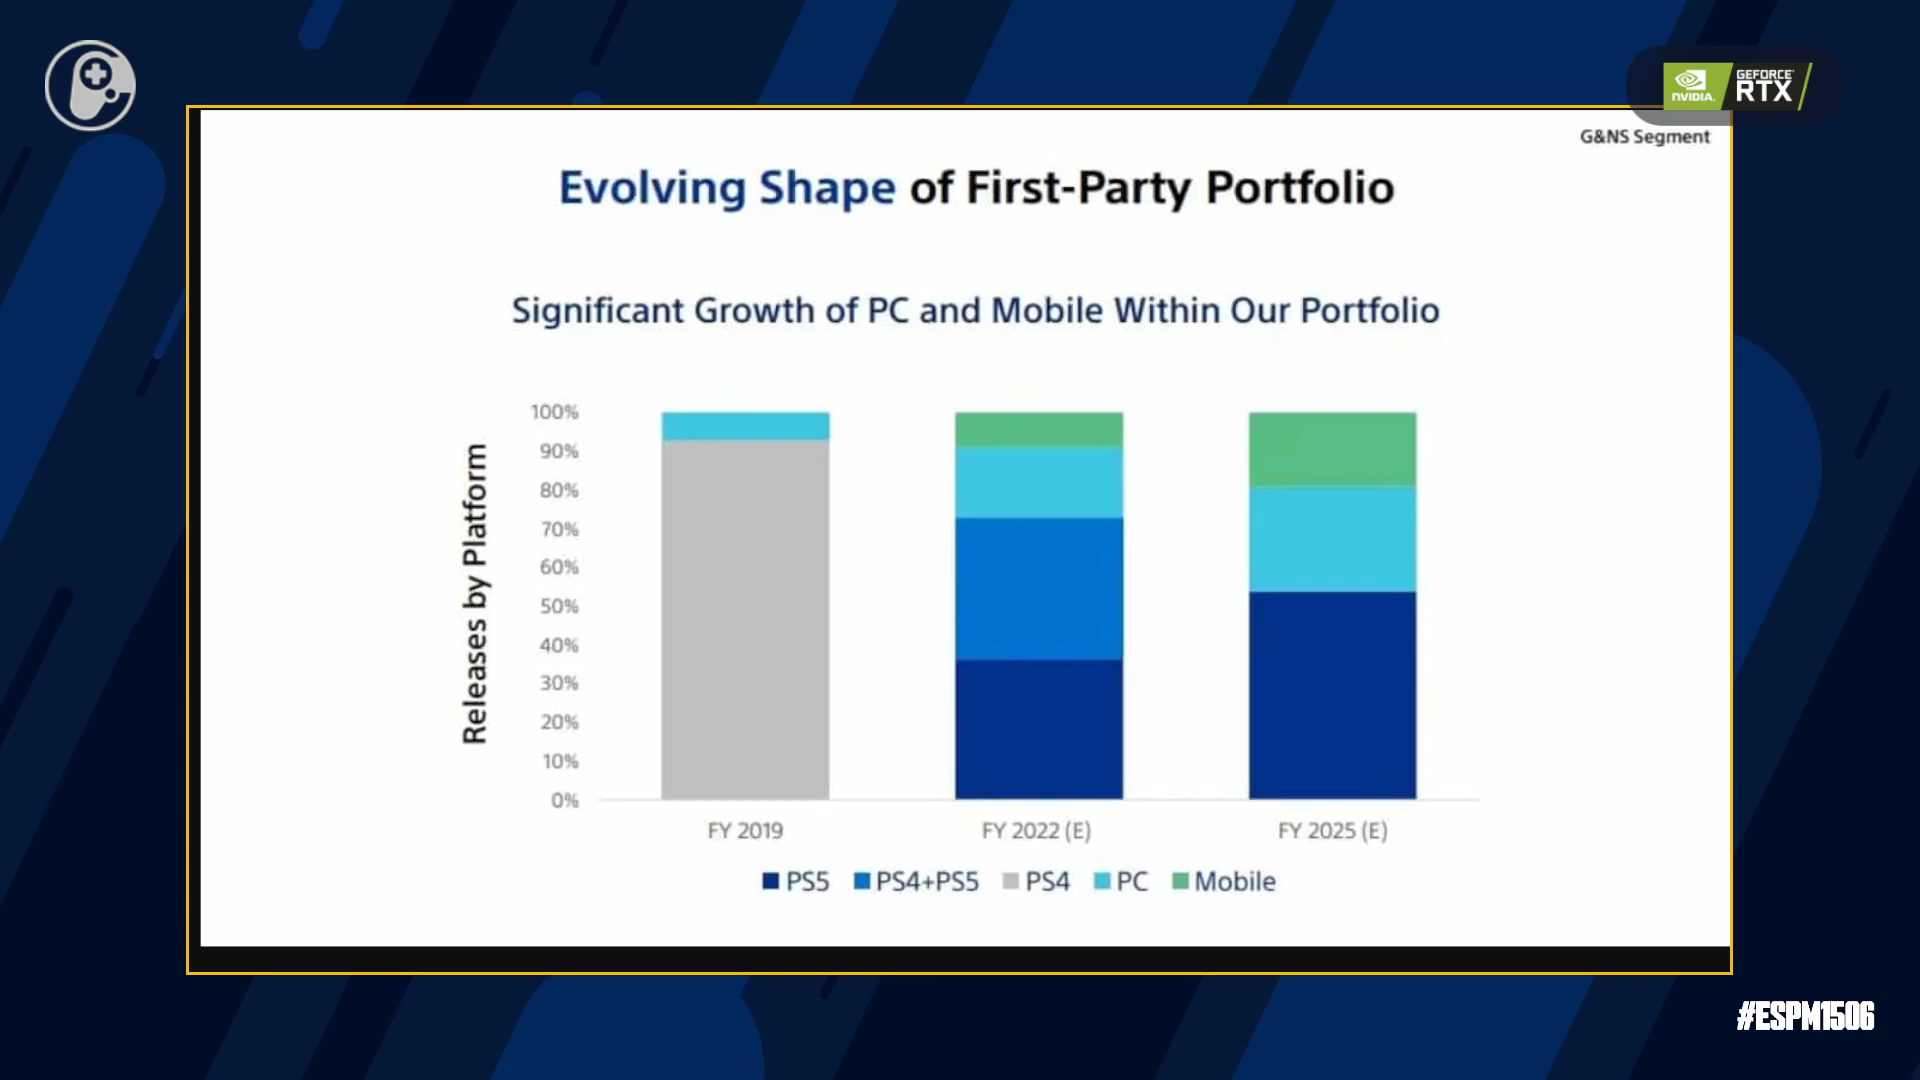 NVIDIA.
GEFORCE
RTX
G&NS Segment
Evolving Shape of First-Party Portfolio
Significant Growth of PC and Mobile Within Our Portfolio
Releases by Platform
100%
90%
80%
70%
60%
50%
40%
30%
20%
10%
0%
FY 2019
FY 2022 (E)
FY 2025 (E)
PS5 PS4+PS5 PS4 PC Mobile
#ESPM1506